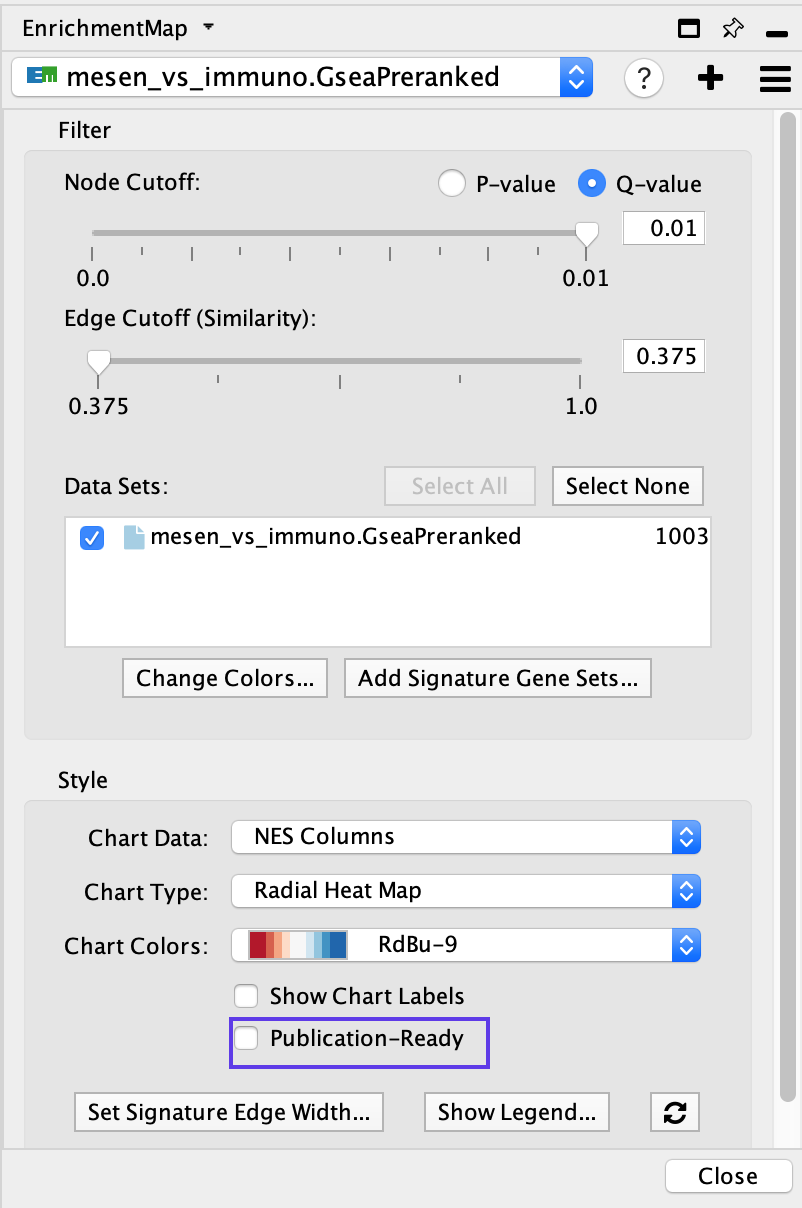 EnrichmentMap
EM mesen_vs_immuno.GseaPreranked ?
Filter
Node Cutoff: P-value Q-value
0.01
0.0 0.01
Edge Cutoff (Similarity):
0.375
0.375 1.0
Data Sets: Select All Select None
mesen_vs_immuno.GseaPreranked 1003
Change Colors... Add Signature Gene Sets...
Style
Chart Data: NES Columns
Chart Type: Radial Heat Map
Chart Colors: RdBu-9
Show Chart Labels
Publication-Ready
Set Signature Edge Width... Show Legend...
Close